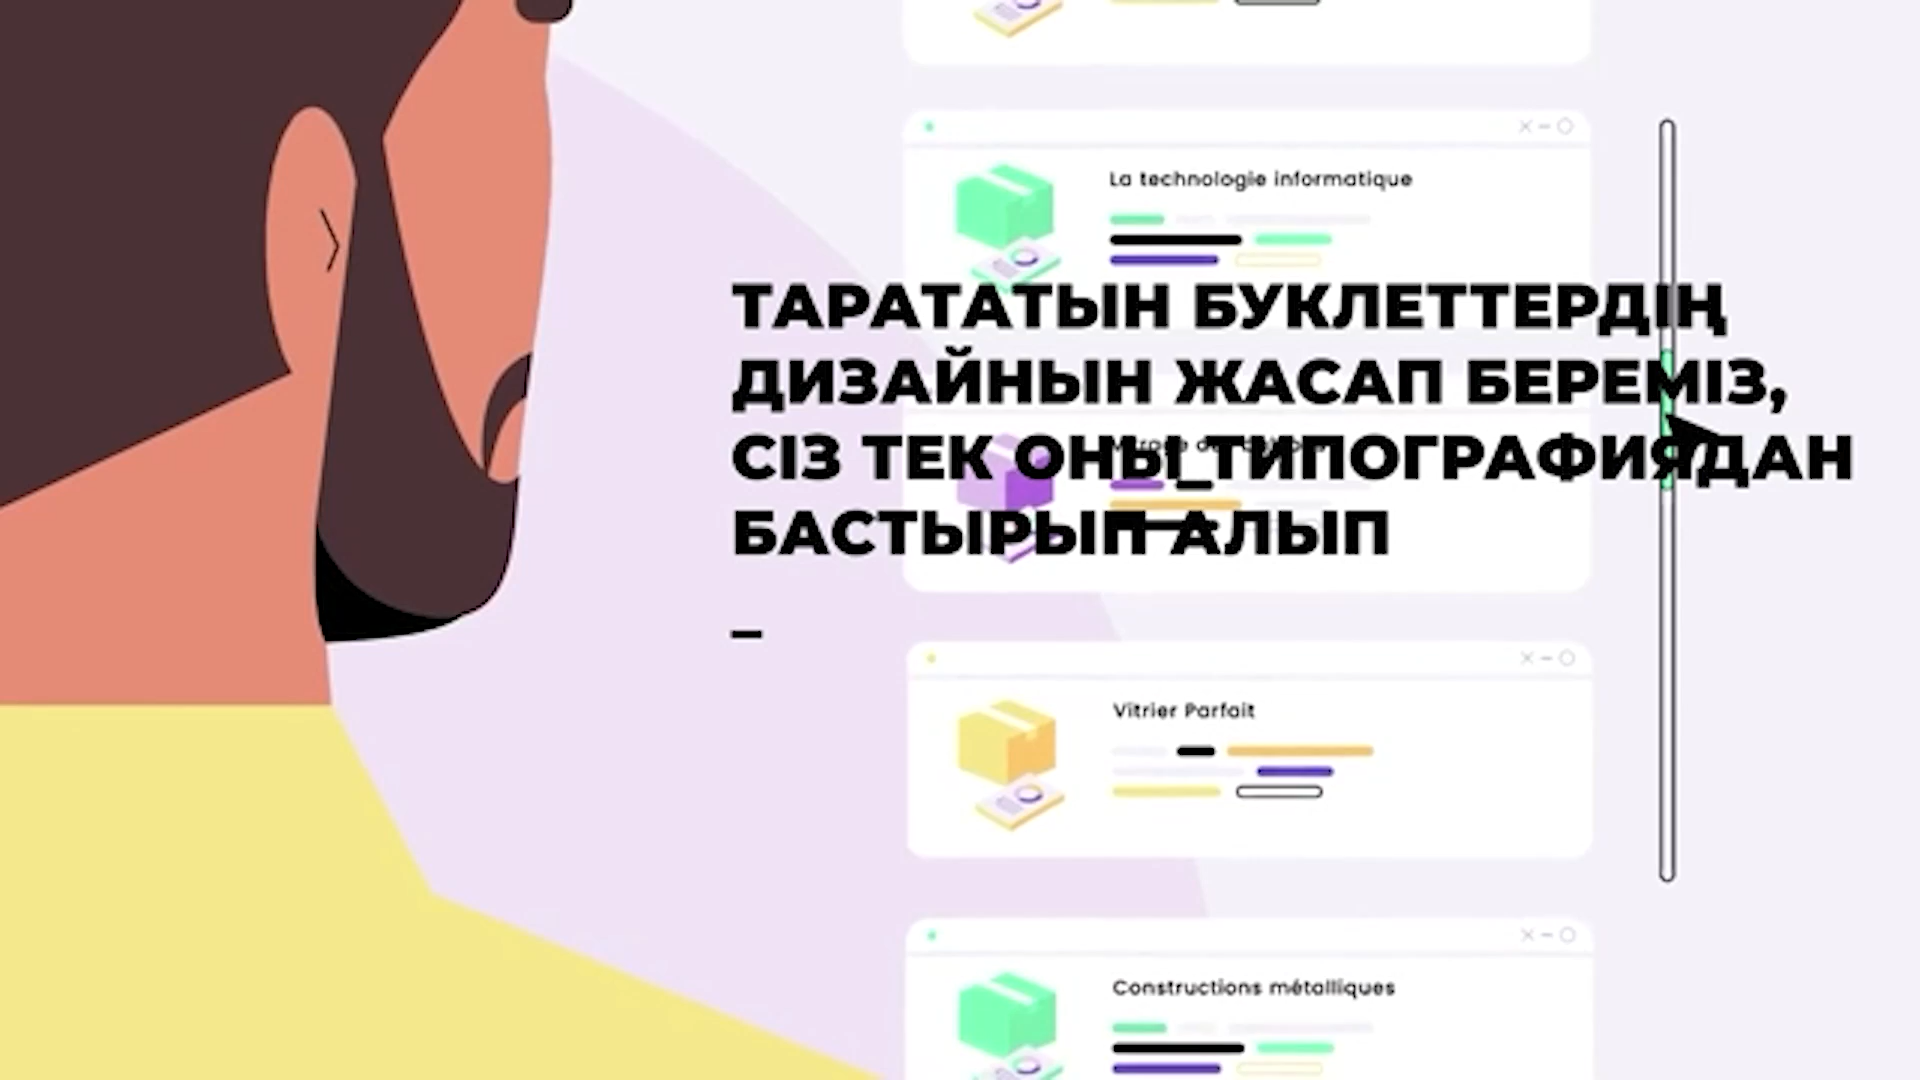 La technologie informatique
ТАРАТАТЫН БУКЛЕТТЕРДІҢ
ДИЗАЙНЫН ЖАСАП БЕРЕМІЗ,
СІЗ ТЕК ОНЫ ТИПОГРАФИЯДАН
БАСТЫРЫП АЛЫП
_
Vitrier Parfait
Constructions métalliques